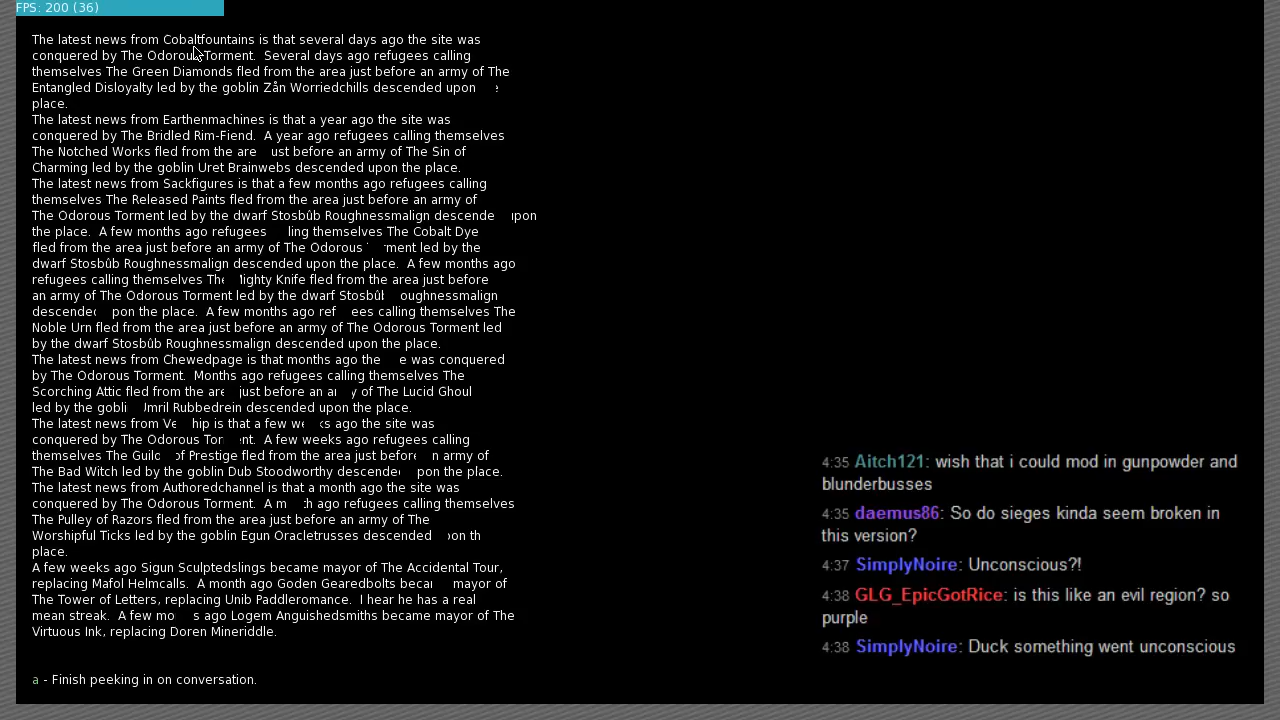 FPS: 200 (36)
The latest news from Cobaltfountains is that several days ago the site was
conquered by The Odorous Torment.  Several days ago refugees calling
themselves The Green Diamonds fled from the area just before an army of The
Entangled Disloyalty led by the goblin Zån Worriedchills descended upon
place.
The latest news from Earthenmachines is that a year ago the site was
conquered by The Bridled Rim-Fiend.  A year ago refugees calling themselves
The Notched Works fled from the are   ust before an army of The Sin of
Charming led by the goblin Uret Brainwebs descended upon the place.
The latest news from Sackfigures is that a few months ago refugees calling
themselves The Released Paints fled from the area just before an army of
The Odorous Torment led by the dwarf Stosbûb Roughnessmalign descende   upon
the place.  A few months ago refugees   ling themselves The Cobalt Dye
fled from the area just before an army of The Odorous   rment led by the
dwarf Stosbûb Roughnessmalign descended upon the place.  A few months ago
refugees calling themselves The   lighty Knife fled from the area just before
an army of The Odorous Torment led by the dwarf Stosbûb   oughnessmalign
descended   pon the place.  A few months ago ref   ees calling themselves The
Noble Urn fled from the area just before an army of The Odorous Torment led
by the dwarf Stosbûb Roughnessmalign descended upon the place.
The latest news from Chewedpage is that months ago the   e was conquered
by The Odorous Torment.  Months ago refugees calling themselves The
Scorching Attic fled from the are   just before an a   y of The Lucid Ghoul
led by the gobli   Umril Rubbedrein descended upon the place.
The latest news from Ve   hip is that a few we   ks ago the site was
conquered by The Odorous Tor   ent.  A few weeks ago refugees calling
themselves The Guild   of Prestige fled from the area just before   n army of
The Bad Witch led by the goblin Dub Stoodworthy descended   pon the place.
The latest news from Authoredchannel is that a month ago the site was
conquered by The Odorous Torment.  A m   th ago refugees calling themselves
The Pulley of Razors fled from the area just before an army of The
Worshipful Ticks led by the goblin Egun Oracletrusses descended   pon th
place.
A few weeks ago Sigun Sculptedslings became mayor of The Accidental Tour,
replacing Mafol Helmcalls.  A month ago Goden Gearedbolts beca   mayor of
The Tower of Letters, replacing Unib Paddleromance.  I hear he has a real
mean streak.  A few mo   s ago Logem Anguishedsmiths became mayor of The
Virtuous Ink, replacing Doren Mineriddle.
a - Finish peeking in on conversation.
4:35 Aitch121: wish that i could mod in gunpowder and
blunderbusses
4:35 daemus86: So do sieges kinda seem broken in
this version?
4:37 SimplyNoire: Unconscious?!
4:38 GLG_EpicGotRice: is this like an evil region? so
purple
4:38 SimplyNoire: Duck something went unconscious